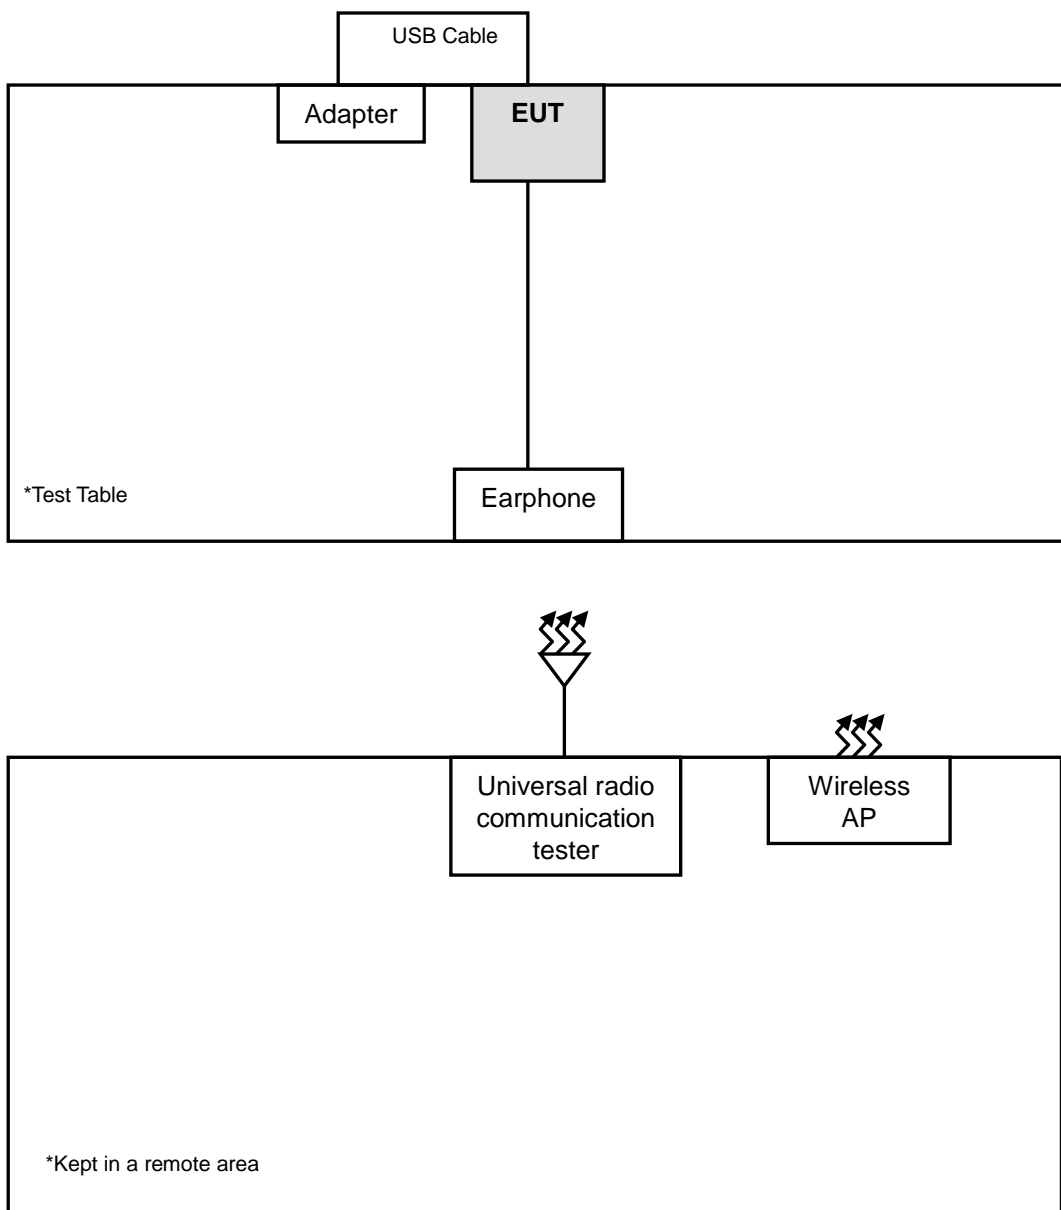 USB Cable
Adapter
EUT
*Test Table
Earphone
Universal radio
communication
tester
Wireless
AP
*Kept in a remote area